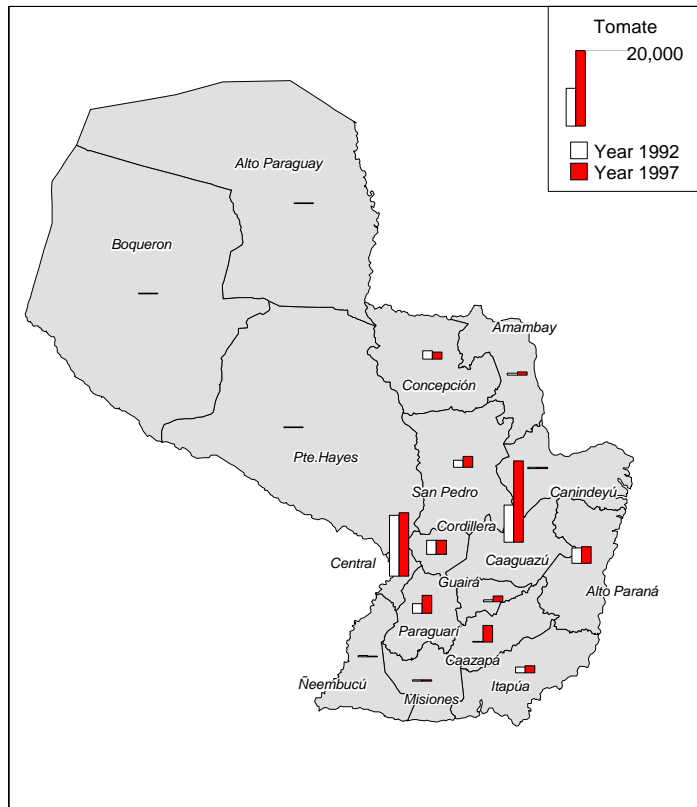 Tomate
20,000
Year 1992
Year 1997
Alto Paraguay
Boqueron
Amambay
Concepción
Pte.Hayes
San Pedro
Canindeyú
Cordillera
Central
Caaguazú
Guairá
Alto Paraná
Paraguarí
Caazapá
Ñeembucú
Misiones
Itapúa